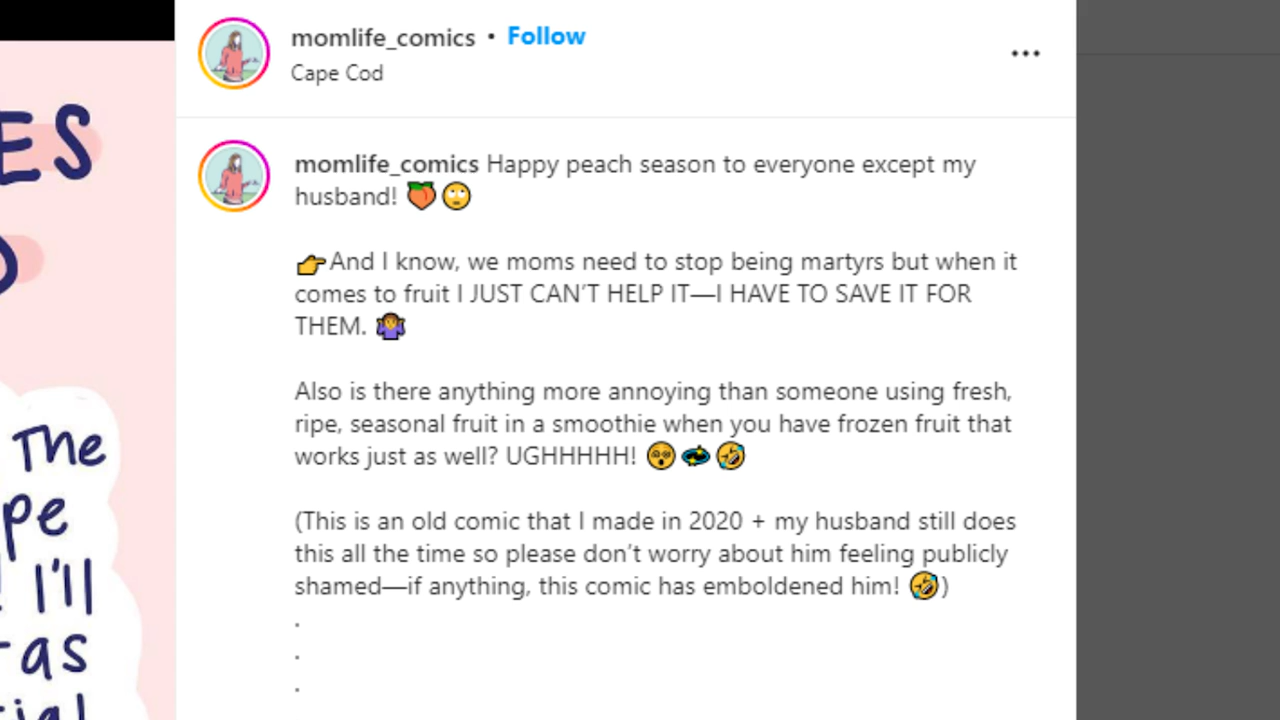 momlife_comics • Follow
Cape Cod
momlife_comics Happy peach season to everyone except my
husband! 🍑🙄
👉And I know, we moms need to stop being martyrs but when it
comes to fruit I JUST CAN’T HELP IT—I HAVE TO SAVE IT FOR
THEM. 🤷🏾‍♀️
Also is there anything more annoying than someone using fresh,
ripe, seasonal fruit in a smoothie when you have frozen fruit that
works just as well? UGHHHHH! 😵‍💫🤣
(This is an old comic that I made in 2020 + my husband still does
this all the time so please don’t worry about him feeling publicly
shamed—if anything, this comic has emboldened him! 🤣)
.
.
.
ES
The
pe
I'll
as